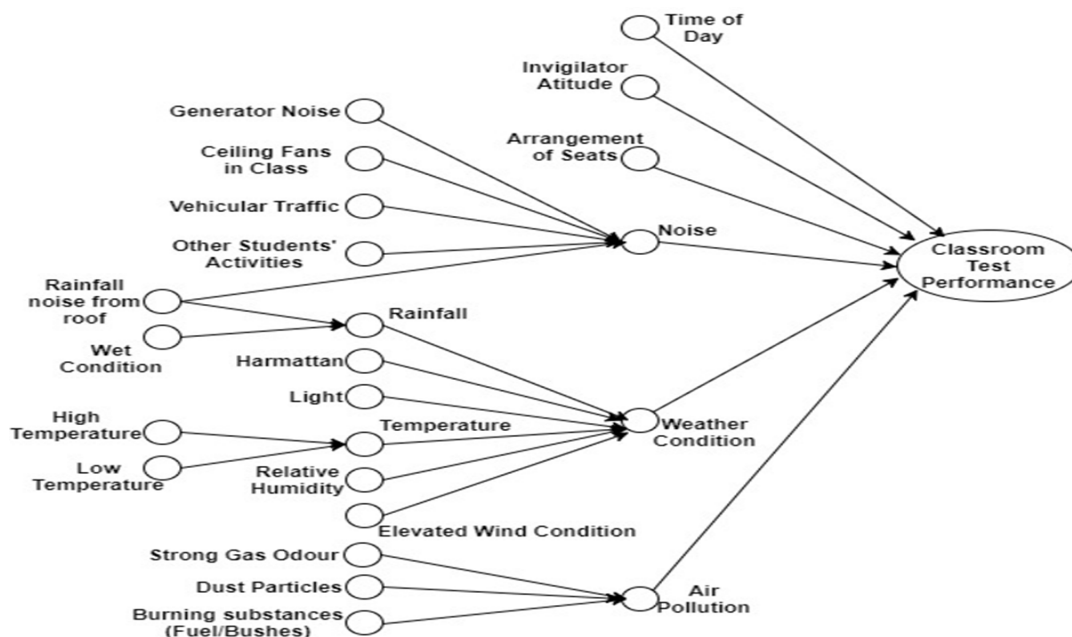 Time of
Day
Invigilator
Atitude
Generator Noise
Arrangement
of Seats
Ceiling Fans
in Class
Vehicular Traffic
Noise
Other Students'
Activities
Classroom
Test
Performance
Rainfall
noise from
roof
Rainfall
Wet
Condition
Harmattan
Light
High
Temperature
Temperature
Weather
Condition
Low
Temperature
Relative
Humidity
Elevated Wind Condition
Strong Gas Odour
Dust Particles
Air
Pollution
Burning substances
(Fuel/Bushes)